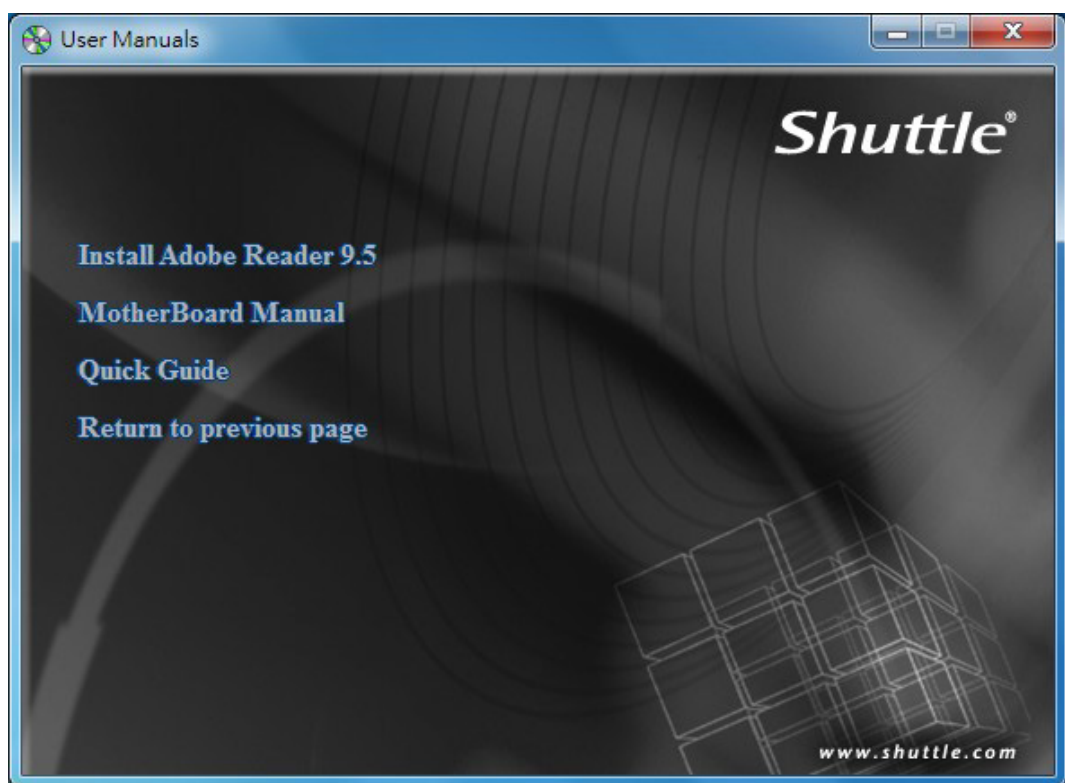 User Manuals
Shuttle®
Install Adobe Reader 9.5
MotherBoard Manual
Quick Guide
Return to previous page
www.shuttle.com